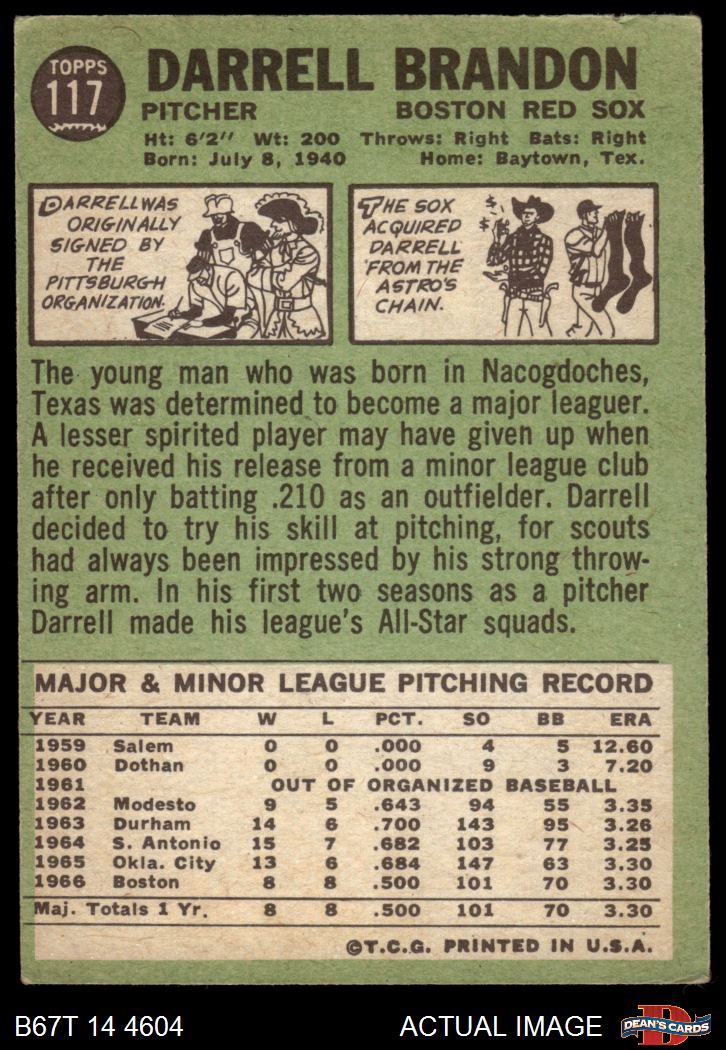 TOPPS
117
DARRELL BRANDON
PITCHER BOSTON RED SOX
Ht: 6'2" Wt: 200 Throws: Right Bats: Right
Born: July 8, 1940 Home: Baytown, Tex.
DARRELL WAS
ORIGINALLY
SIGNED BY
THE
PITTSBURGH
ORGANIZATION.
THE SOX
ACQUIRED
DARRELL
FROM THE
ASTRO'S
CHAIN.
$
$
The young man who was born in Nacogdoches,
Texas was determined to become a major leaguer.
A lesser spirited player may have given up when
he received his release from a minor league club
after only batting .210 as an outfielder. Darrell
decided to try his skill at pitching, for scouts
had always been impressed by his strong throw-
ing arm. In his first two seasons as a pitcher
Darrell made his league's All-Star squads.
MAJOR & MINOR LEAGUE PITCHING RECORD
YEAR TEAM W L PCT. SO BB ERA
1959 Salem 0 0 .000 4 5 12.60
1960 Dothan 0 0 .000 9 3 7.20
1961 OUT OF ORGANIZED BASEBALL
1962 Modesto 9 5 .643 94 55 3.35
1963 Durham 14 6 .700 143 95 3.26
1964 S. Antonio 15 7 .682 103 77 3.25
1965 Okla. City 13 6 .684 147 63 3.30
1966 Boston 8 8 .500 101 70 3.30
Maj. Totals 1 Yr. 8 8 .500 101 70 3.30
©T.C.G. PRINTED IN U.S.A.
B67T 14 4604 ACTUAL IMAGE
D
DEAN'S CARDS